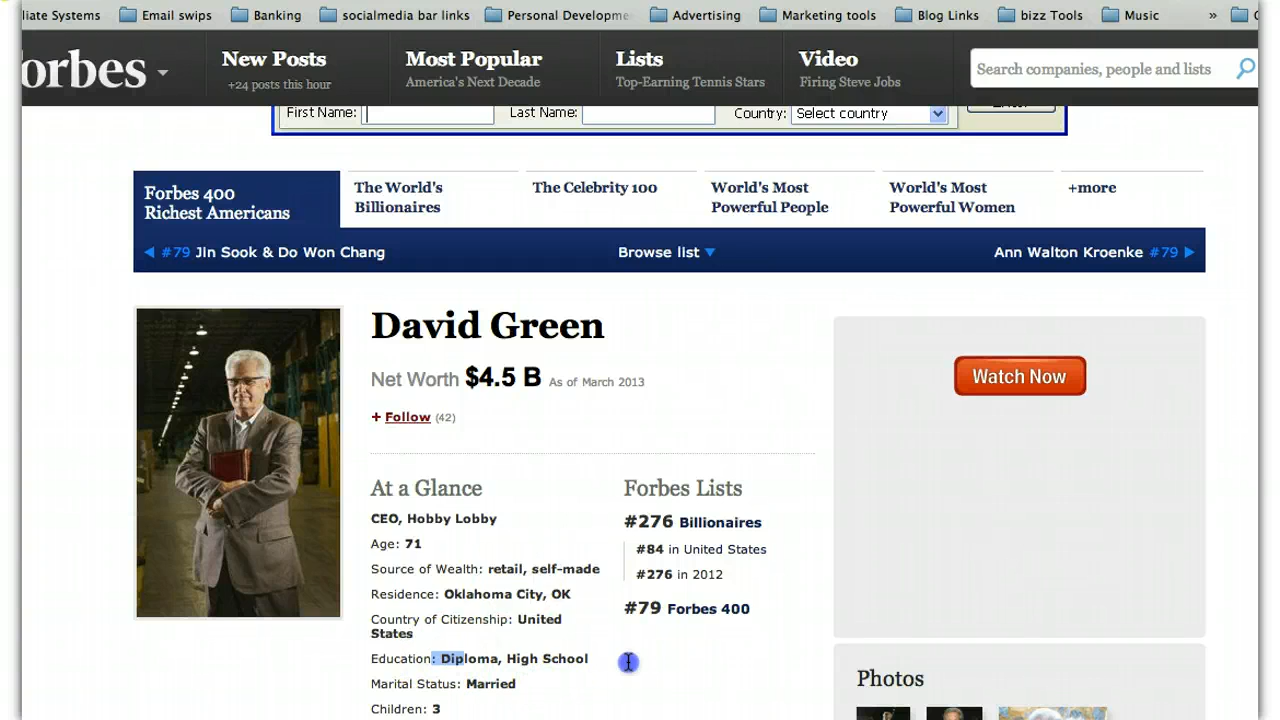 liate Systems Email swips Banking socialmedia bar links Personal Developme Advertising Marketing tools Blog Links bizz Tools Music »
orbes New Posts Most Popular Lists Video Search companies, people and lists
+24 posts this hour America's Next Decade Top-Earning Tennis Stars Firing Steve Jobs
First Name: Last Name: Country: Select country
Forbes 400
Richest Americans
The World's
Billionaires
The Celebrity 100
World's Most
Powerful People
World's Most
Powerful Women
+more
#79 Jin Sook & Do Won Chang Browse list Ann Walton Kroenke #79
David Green
Net Worth $4.5 B As of March 2013
+ Follow (42)
Watch Now
At a Glance
CEO, Hobby Lobby
Age: 71
Source of Wealth: retail, self-made
Residence: Oklahoma City, OK
Country of Citizenship: United
States
Education: Diploma, High School
Marital Status: Married
Children: 3
Forbes Lists
#276 Billionaires
#84 in United States
#276 in 2012
#79 Forbes 400
Photos